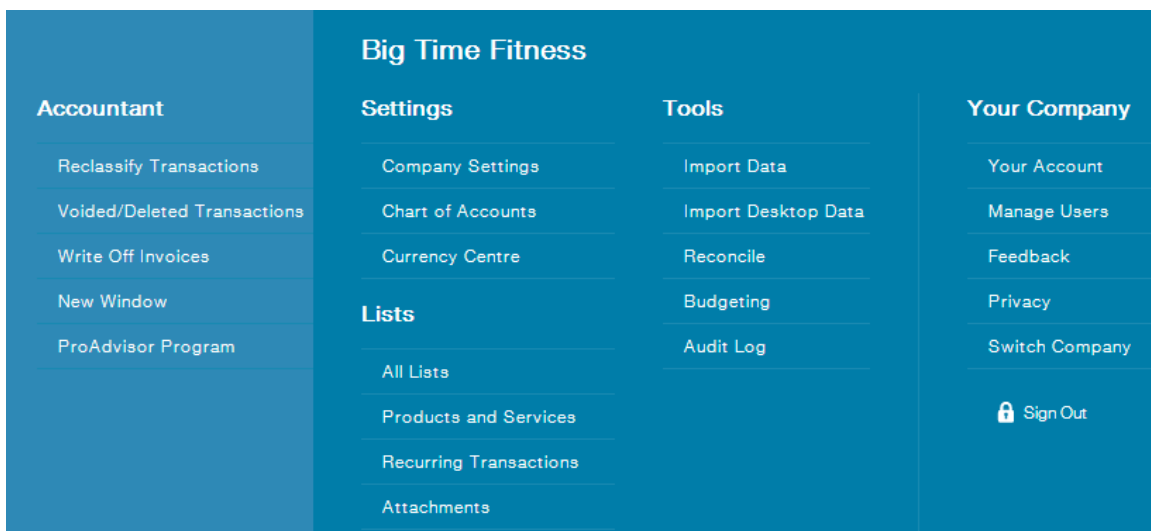 Big Time Fitness
Accountant
Reclassify Transactions
Voided/Deleted Transactions
Write Off Invoices
New Window
ProAdvisor Program
Settings
Company Settings
Chart of Accounts
Currency Centre
Lists
All Lists
Products and Services
Recurring Transactions
Attachments
Tools
Import Data
Import Desktop Data
Reconcile
Budgeting
Audit Log
Your Company
Your Account
Manage Users
Feedback
Privacy
Switch Company
Sign Out